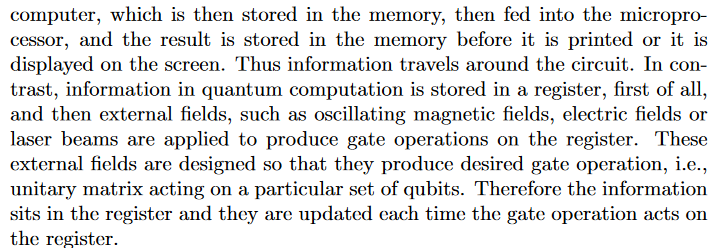 computer, which is then stored in the memory, then fed into the micropro-
cessor, and the result is stored in the memory before it is printed or it is
displayed on the screen. Thus information travels around the circuit. In con-
trast, information in quantum computation is stored in a register, first of all,
and then external fields, such as oscillating magnetic fields, electric fields or
laser beams are applied to produce gate operations on the register. These
external fields are designed so that they produce desired gate operation, i.e.,
unitary matrix acting on a particular set of qubits. Therefore the information
sits in the register and they are updated each time the gate operation acts on
the register.